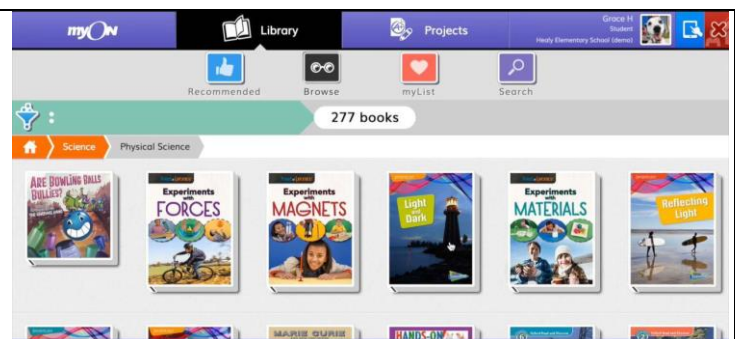 myON
Library
Projects
Grace H
Student
Healy Elementary School (demo)
Recommended
Browse
myList
Search
:
277 books
Science
Physical Science
ARE BOWLING BALLS
BULLIES?
Experiments
with
FORCES
Experiments
with
MAGNETS
Light
and
Dark
Experiments
with
MATERIALS
Reflecting
Light
MARIE CURIE
HANDS-ON